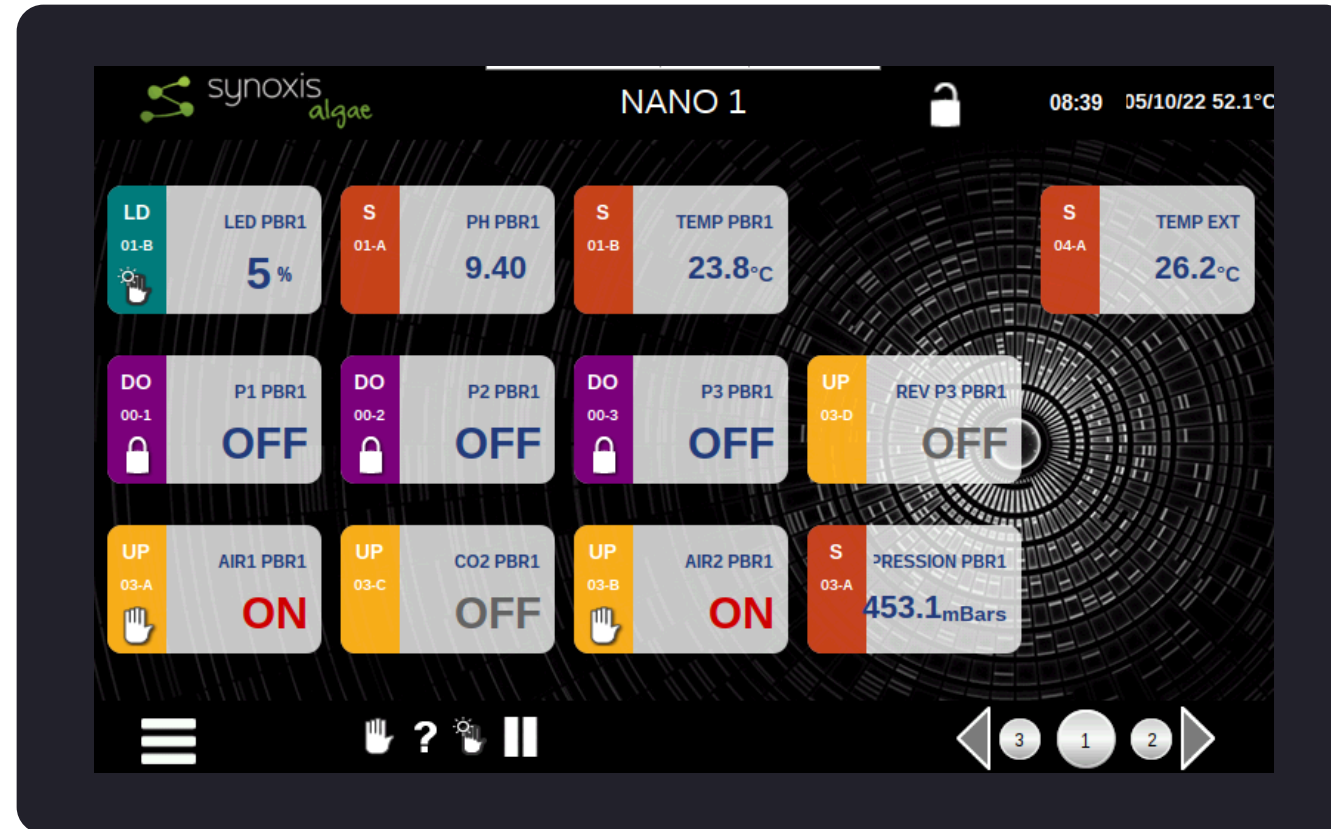 synoxis
algae
NANO 1
08:39
05/10/22 52.1°C
LD
01-B
LED PBR1
5 %
S
01-A
PH PBR1
9.40
S
01-B
TEMP PBR1
23.8°C
S
04-A
TEMP EXT
26.2°C
DO
00-1
P1 PBR1
OFF
DO
00-2
P2 PBR1
OFF
DO
00-3
P3 PBR1
OFF
UP
03-D
REV P3 PBR1
OFF
UP
03-A
AIR1 PBR1
ON
UP
03-C
CO2 PBR1
OFF
UP
03-B
AIR2 PBR1
ON
S
03-A
PRESSION PBR1
453.1mBars
?
3
1
2